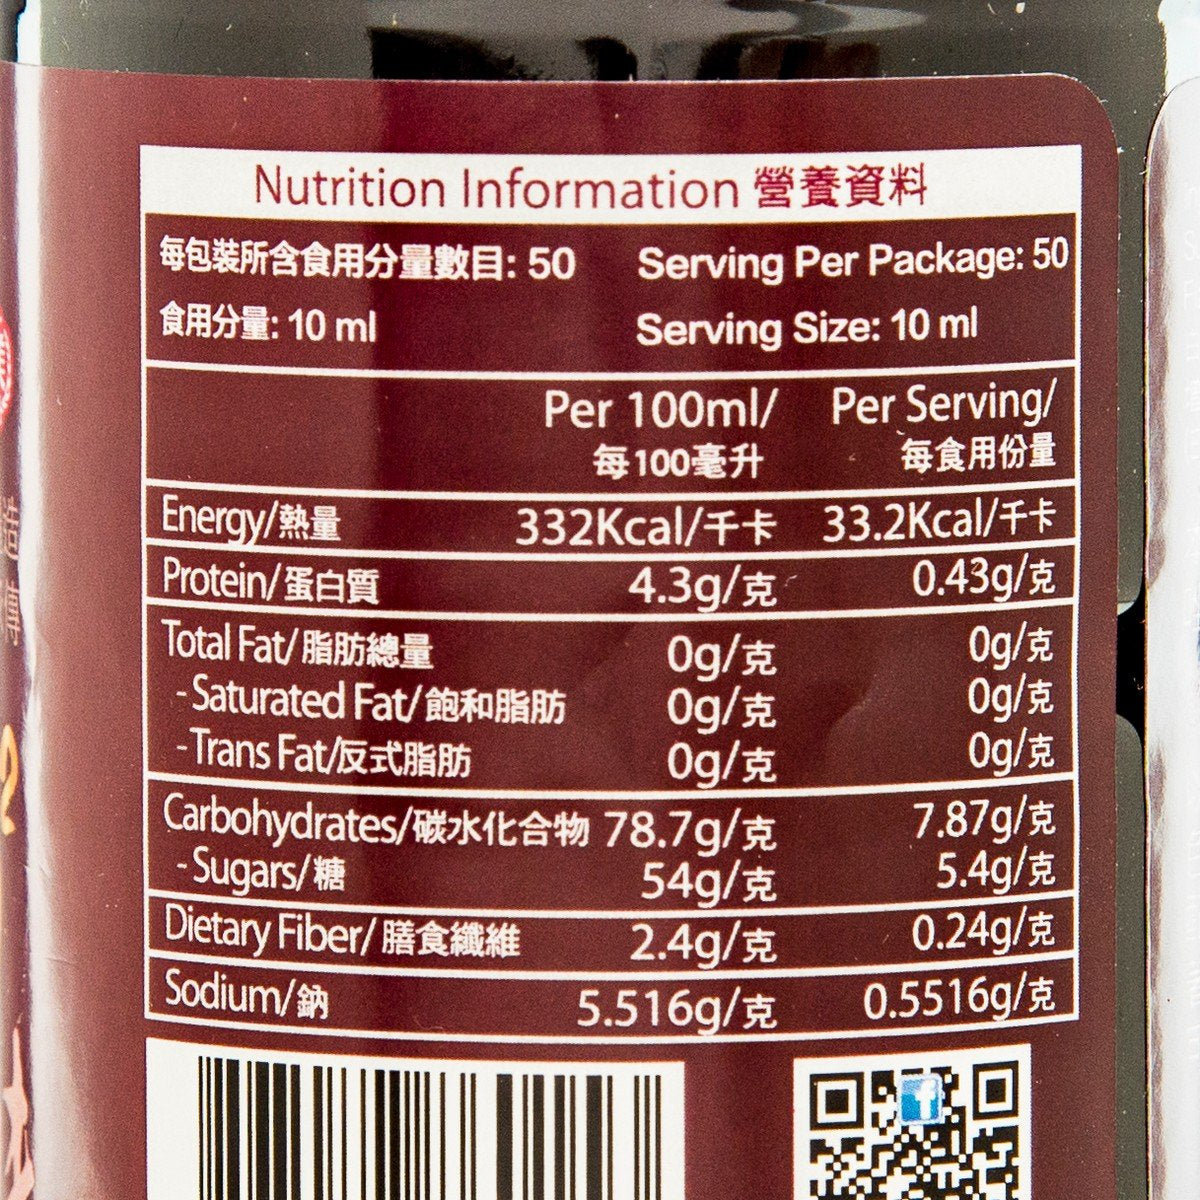 Nutrition Information 營養資料
每包裝所含食用分量數目: 50 Serving Per Package: 50
食用分量: 10 ml Serving Size: 10 ml
Per 100ml/ Per Serving/
每100毫升 每食用份量
Energy/熱量 332Kcal/千卡 33.2Kcal/千卡
Protein/蛋白質 4.3g/克 0.43g/克
Total Fat/脂肪總量 0g/克 0g/克
- Saturated Fat/飽和脂肪 0g/克 0g/克
- Trans Fat/反式脂肪 0g/克 0g/克
Carbohydrates/碳水化合物 78.7g/克 7.87g/克
- Sugars/糖 54g/克 5.4g/克
Dietary Fiber/膳食纖維 2.4g/克 0.24g/克
Sodium/鈉 5.516g/克 0.5516g/克
f